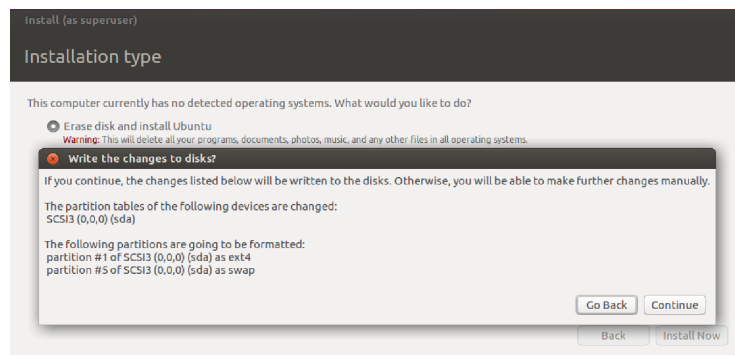 Install (as superuser)
Installation type
This computer currently has no detected operating systems. What would you like to do?
Erase disk and install Ubuntu
Warning: This will delete all your programs, documents, photos, music, and any other files in all operating systems.
Write the changes to disks?
If you continue, the changes listed below will be written to the disks. Otherwise, you will be able to make further changes manually.
The partition tables of the following devices are changed:
SCSI3 (0,0,0) (sda)
The following partitions are going to be formatted:
partition #1 of SCSI3 (0,0,0) (sda) as ext4
partition #5 of SCSI3 (0,0,0) (sda) as swap
Go Back Continue
Back Install Now